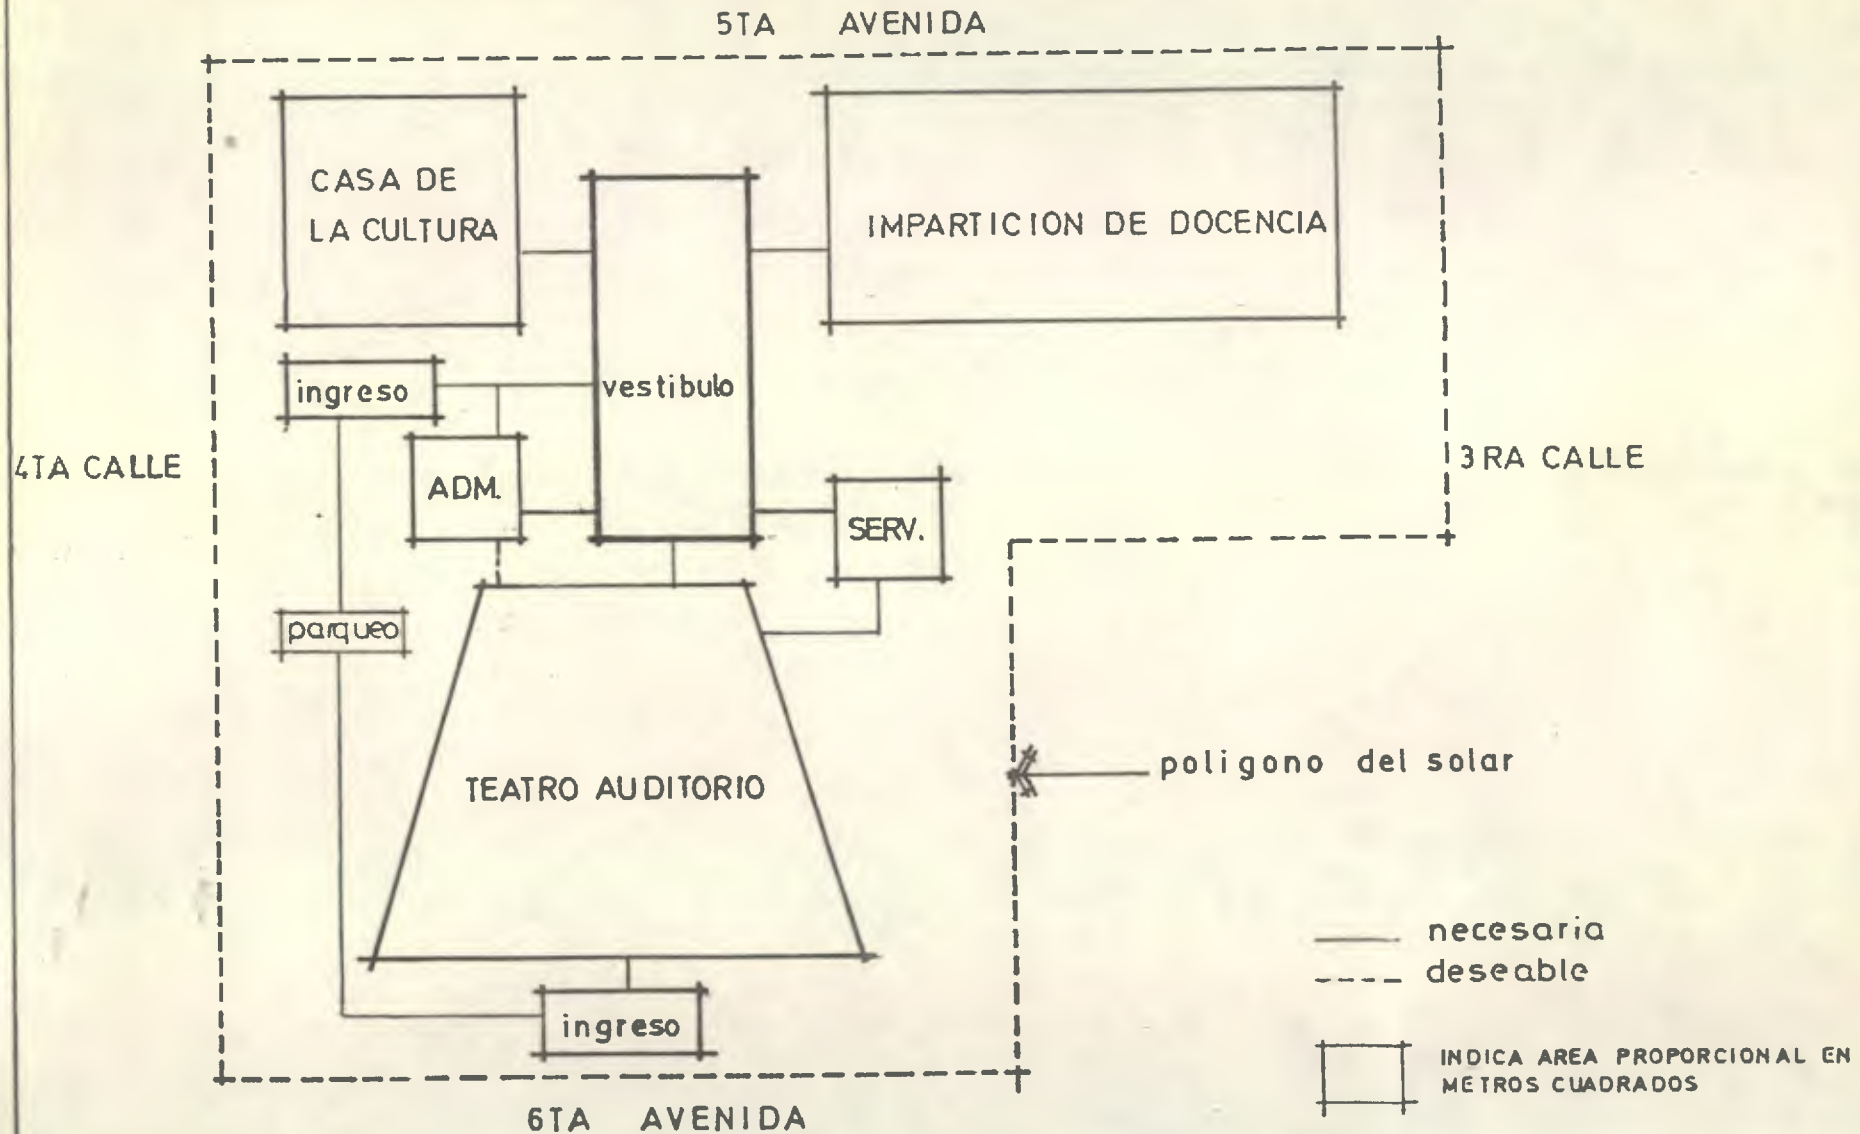 5TA AVENIDA
CASA DE
LA CULTURA
IMPARTICION DE DOCENCIA
ingreso
vestibulo
4TA CALLE
3RA CALLE
ADM.
SERV.
parqueo
TEATRO AUDITORIO
poligono del solar
necesaria
deseable
ingreso
INDICA AREA PROPORCIONAL EN
METROS CUADRADOS
6TA AVENIDA